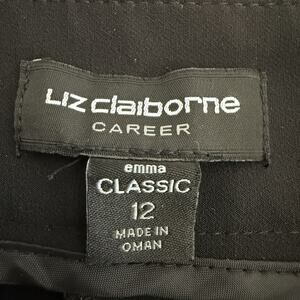 Liz claiborne
CAREER
emma
CLASSIC
12
MADE IN
OMAN